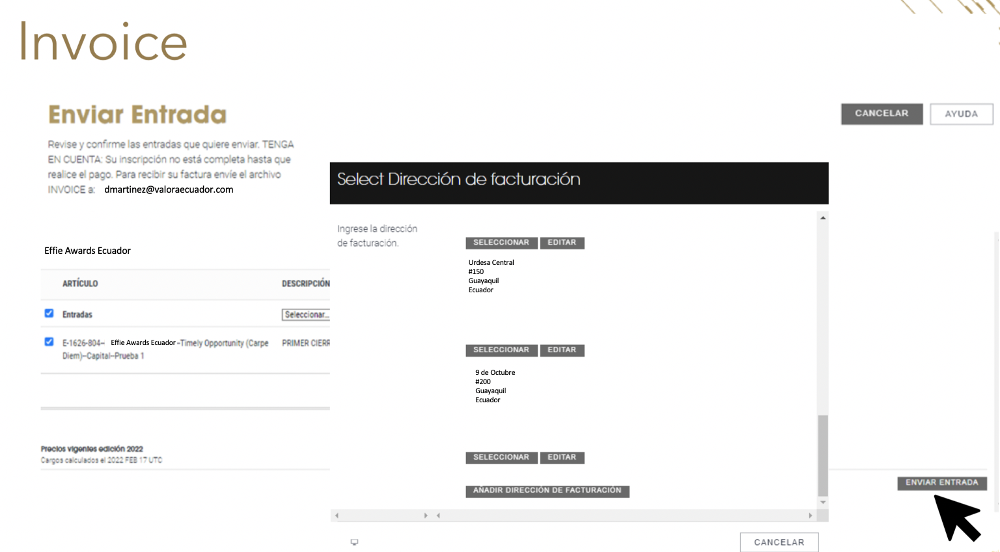 Invoice
Enviar Entrada
CANCELAR
AYUDA
Revise y confirme las entradas que quiere enviar. TENGA
EN CUENTA: Su inscripción no está completa hasta que
realice el pago. Para recibir su factura envíe el archivo
INVOICE a: dmartinez@valoraecuador.com
Effie Awards Ecuador
ARTÍCULO
DESCRIPCIÓN
Entradas
Seleccionar...
E-1626-804-- Effie Awards Ecuador --Timely Opportunity (Carpe
Diem)--Capital--Prueba 1
PRIMER CIERR
Precios vigentes edición 2022
Cargos calculados el 2022 FEB 17 UTC
Select Dirección de facturación
Ingrese la dirección
de facturación.
SELECCIONAR
EDITAR
Urdesa Central
#150
Guayaquil
Ecuador
SELECCIONAR
EDITAR
9 de Octubre
#200
Guayaquil
Ecuador
SELECCIONAR
EDITAR
AÑADIR DIRECCIÓN DE FACTURACIÓN
ENVIAR ENTRADA
CANCELAR